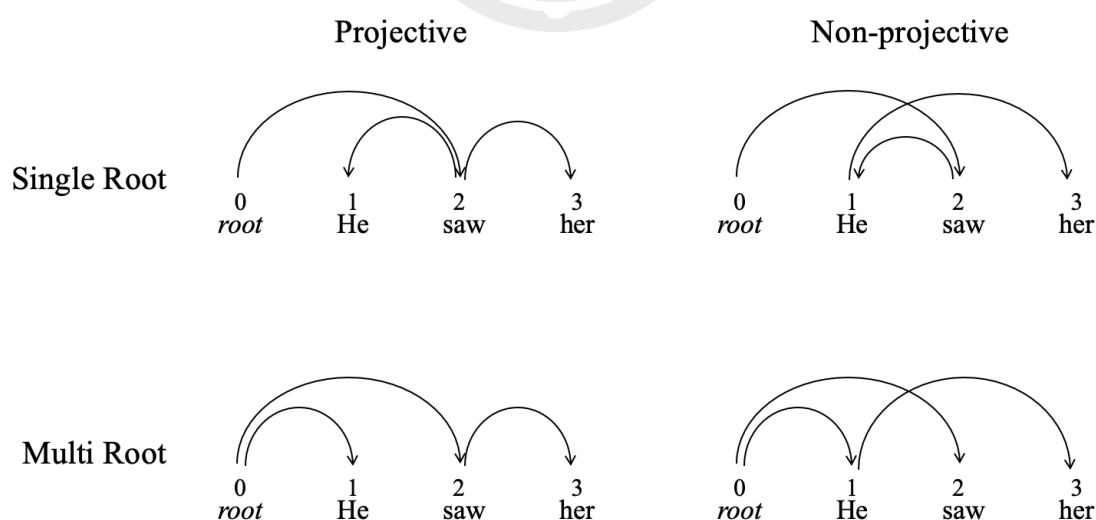 Projective Non-projective
Single Root
0 1 2 3 0 1 2 3
root He saw her root He saw her
Multi Root
0 1 2 3 0 1 2 3
root He saw her root He saw her